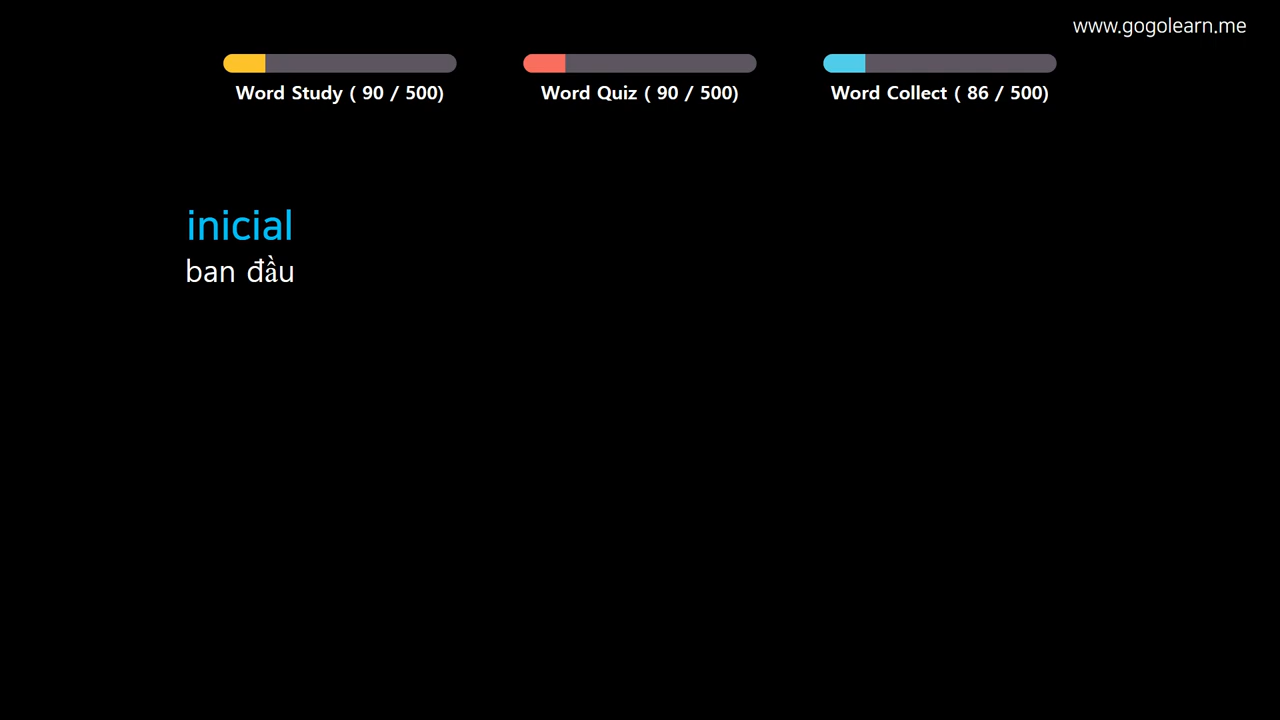 www.gogolearn.me
Word Study ( 90 / 500)
Word Quiz ( 90 / 500)
Word Collect ( 86 / 500)
inicial
ban đầu